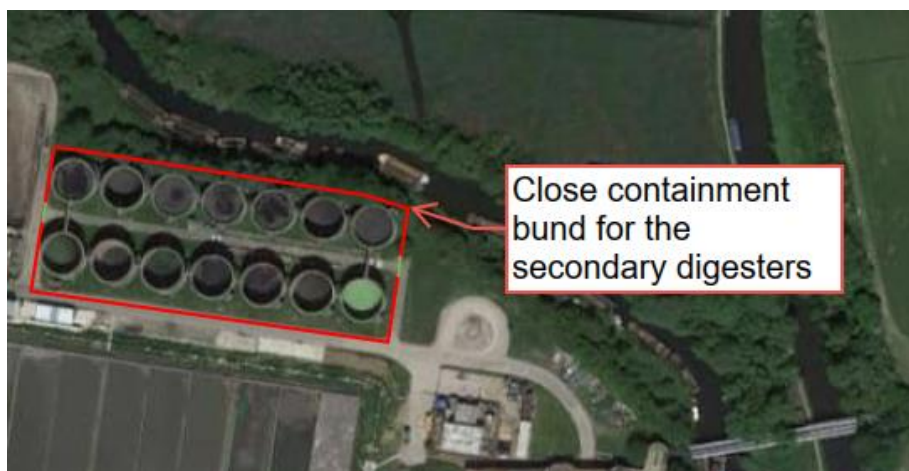 Close containment
bund for the
secondary digesters